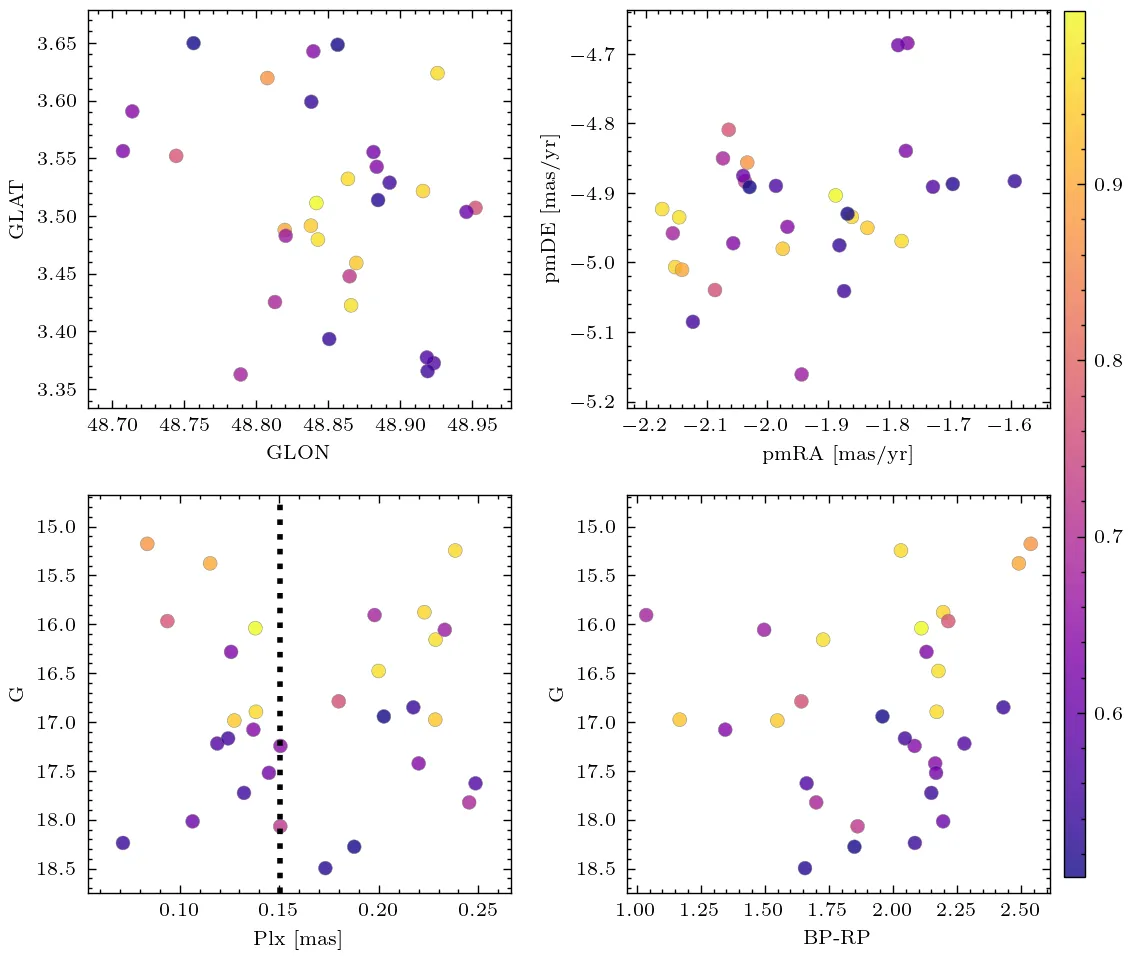 3.65
3.60
3.55
3.50
3.45
3.40
3.35
GLAT
48.70 48.75 48.80 48.85 48.90 48.95
GLON
−4.7
−4.8
−4.9
−5.0
−5.1
−5.2
pmDE [mas/yr]
−2.2 −2.1 −2.0 −1.9 −1.8 −1.7 −1.6
pmRA [mas/yr]
0.9
0.8
0.7
0.6
15.0
15.5
16.0
16.5
17.0
17.5
18.0
18.5
G
0.10 0.15 0.20 0.25
Plx [mas]
15.0
15.5
16.0
16.5
17.0
17.5
18.0
18.5
G
1.00 1.25 1.50 1.75 2.00 2.25 2.50
BP-RP